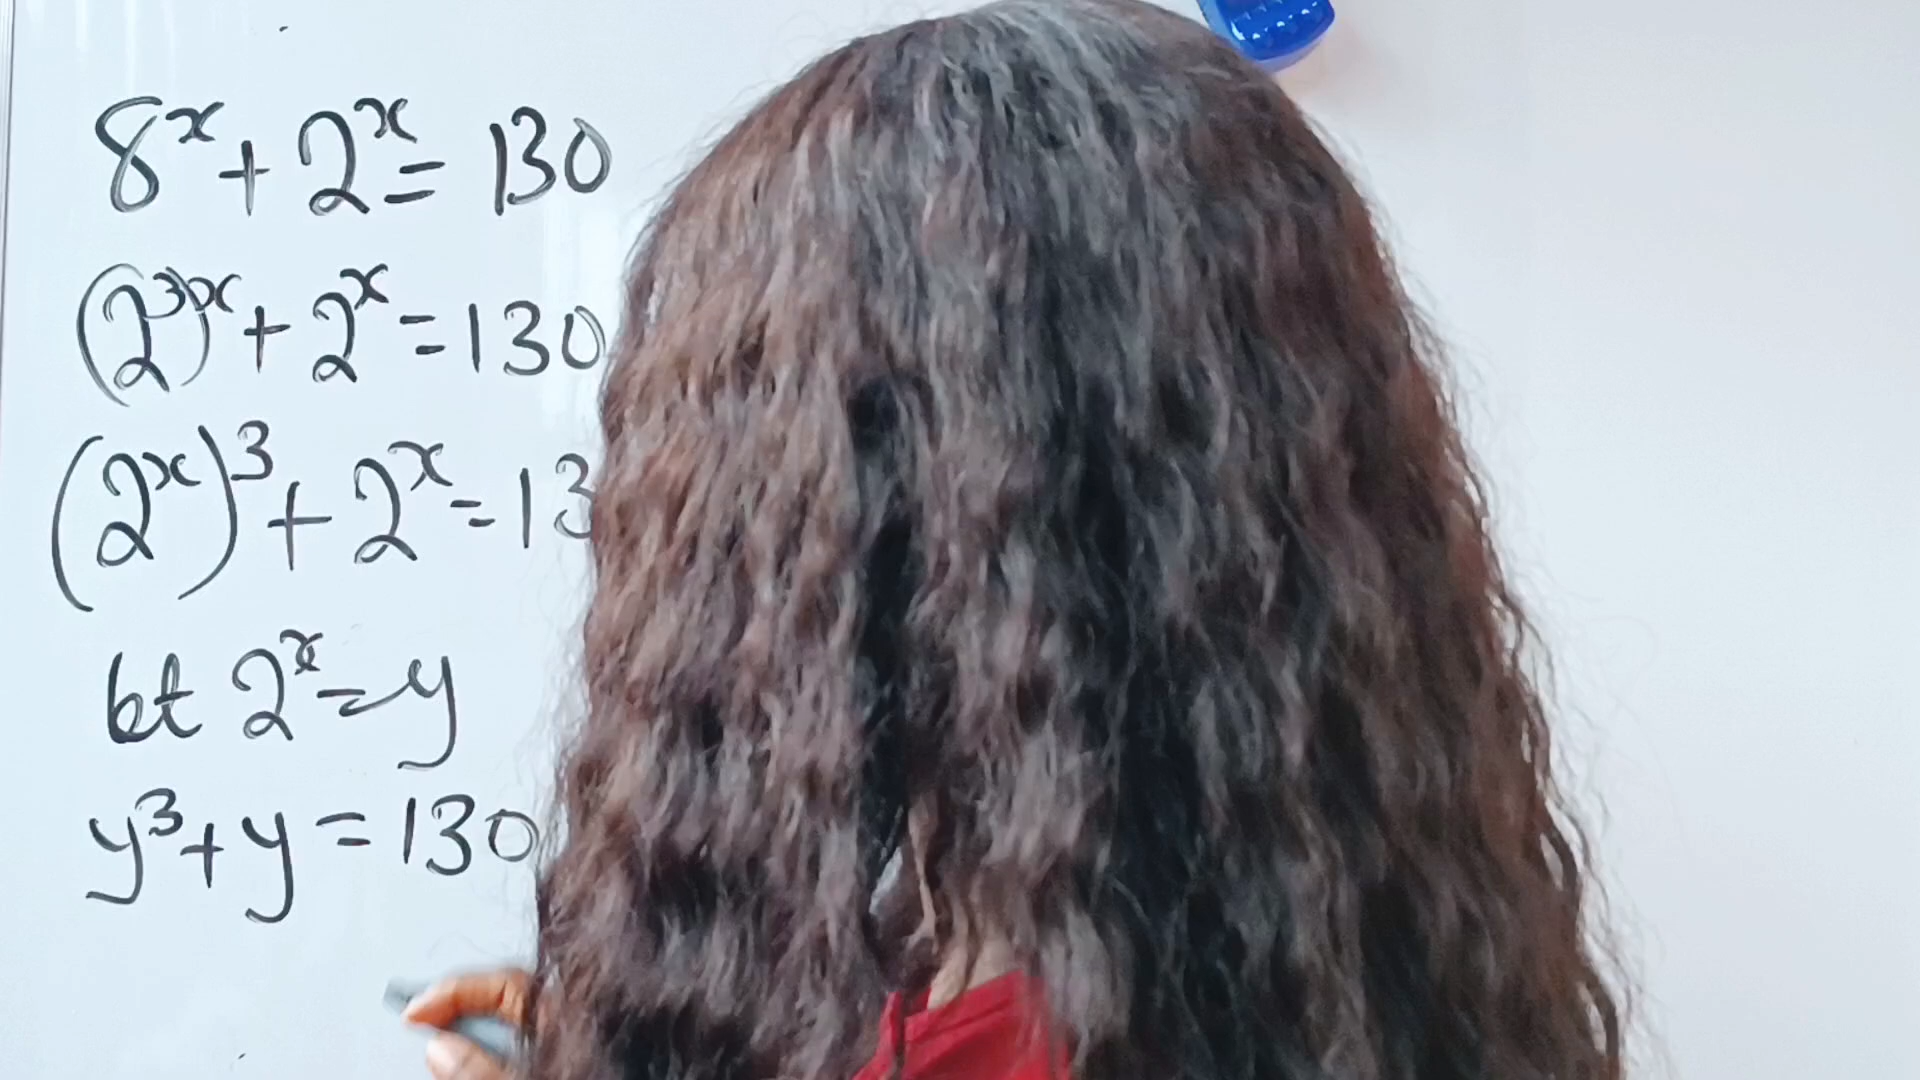 8ˣ + 2ˣ = 130
(2³)ˣ + 2ˣ = 130
(2ˣ)³ + 2ˣ = 13
let 2ˣ = y
y³ + y = 130